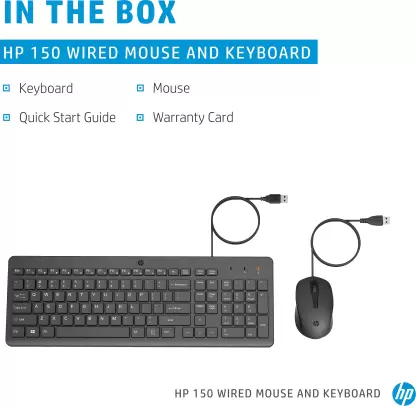 IN THE BOX
HP 150 WIRED MOUSE AND KEYBOARD
Keyboard
Mouse
Quick Start Guide
Warranty Card
HP 150 WIRED MOUSE AND KEYBOARD
hp